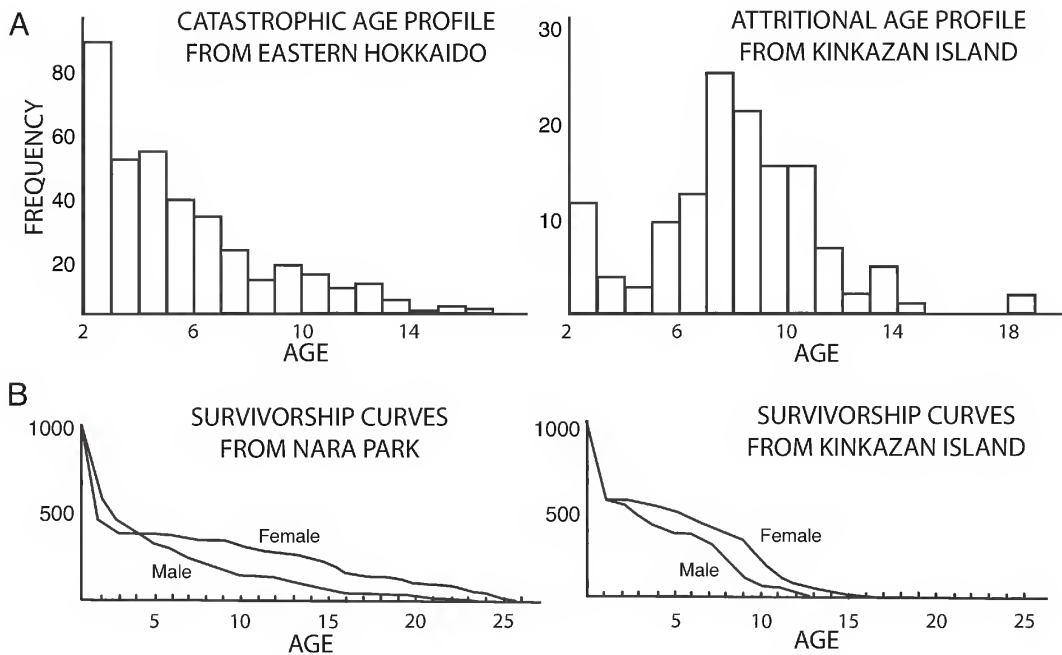 A
CATASTROPHIC AGE PROFILE
FROM EASTERN HOKKAIDO
FREQUENCY
80
60
40
20
2 6 10 14
AGE
ATTRITIONAL AGE PROFILE
FROM KINKAZAN ISLAND
30
20
10
2 6 10 14 18
AGE
B
SURVIVORSHIP CURVES
FROM NARA PARK
1000
500
Female
Male
5 10 15 20 25
AGE
SURVIVORSHIP CURVES
FROM KINKAZAN ISLAND
1000
500
Female
Male
5 10 15 20 25
AGE